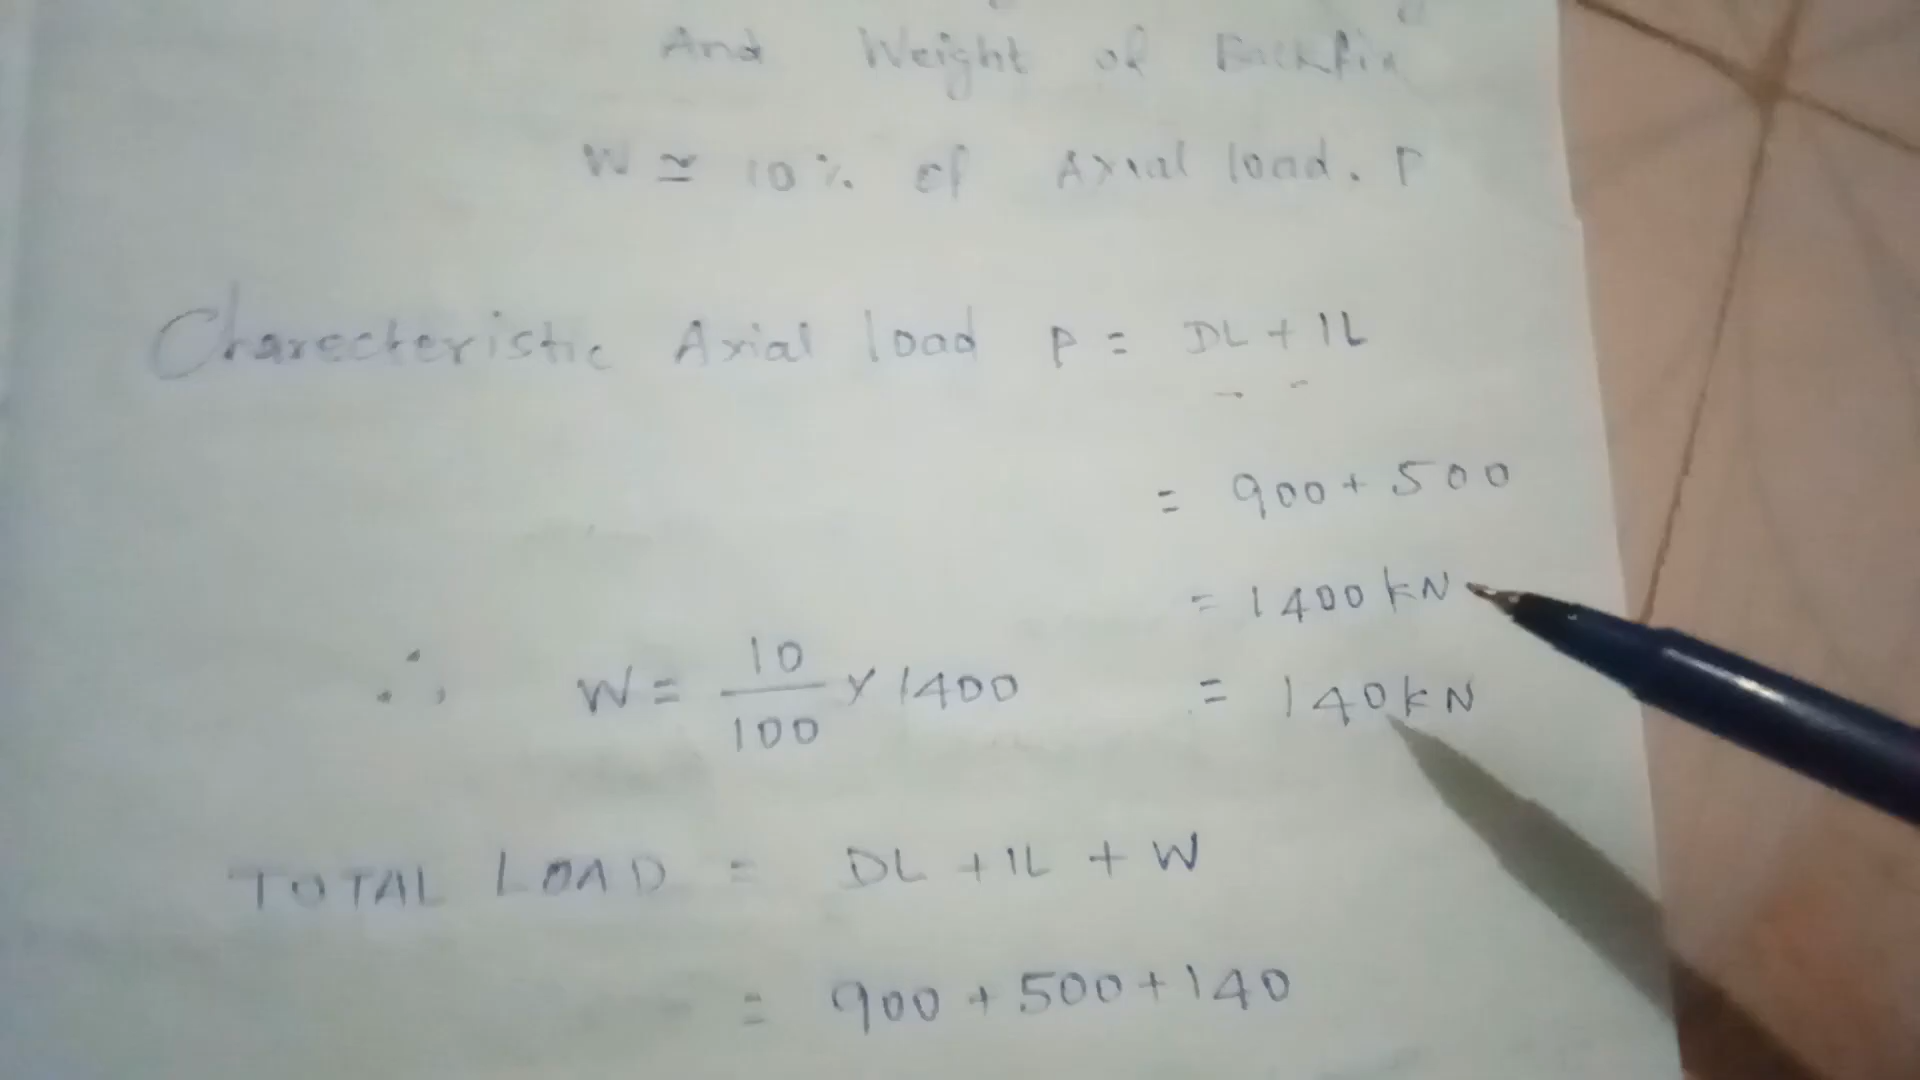 And Weight of Backfill
W ≃ 10% of Axial load. P
Charecteristic Axial load P = DL + IL
= 900 + 500
= 1400 kN
∴ W = 10/100 × 1400 = 140 kN
TOTAL LOAD = DL + IL + W
= 900 + 500 + 140